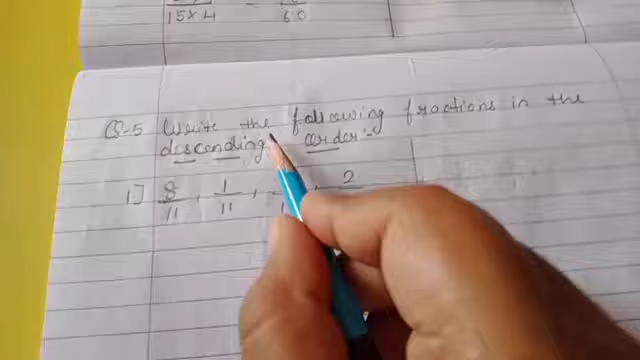 15×4 60
Q-5 Write the following fractions in the
descending order:-
1] 8/11, 1/11, , 2